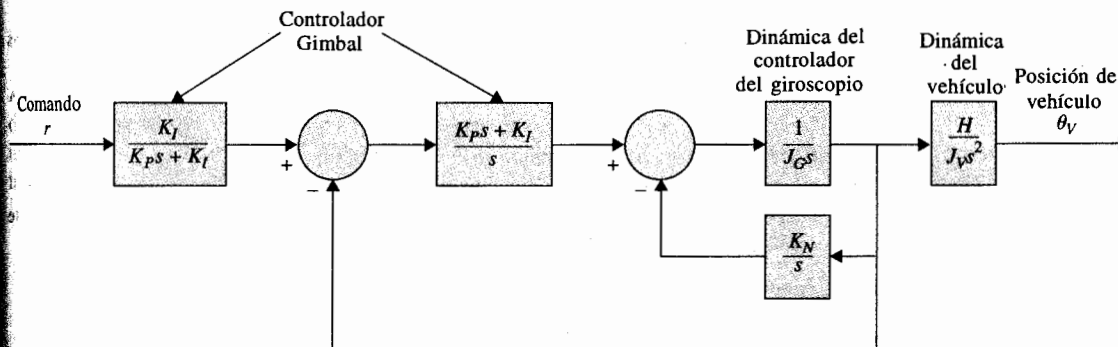 Controlador
Gimbal
Dinámica del
controlador
del giroscopio
Dinámica
del
vehículo
Posición de
vehículo
θ_V
Comando
r
K_I
K_P s + K_I
+
−
K_P s + K_I
s
+
−
1
J_G s
H
J_V s²
K_N
s